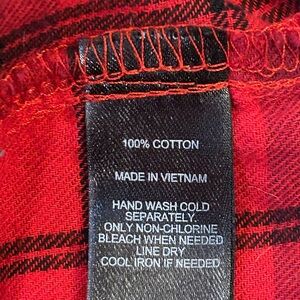 100% COTTON
MADE IN VIETNAM
HAND WASH COLD
SEPARATELY.
ONLY NON-CHLORINE
BLEACH WHEN NEEDED
LINE DRY
COOL IRON IF NEEDED